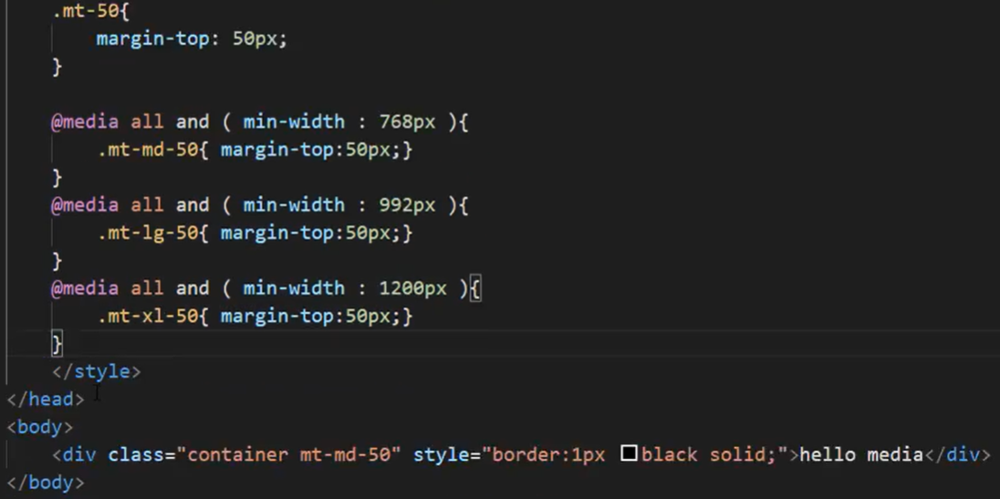 .mt-50{
margin-top: 50px;
}
@media all and ( min-width : 768px ){
.mt-md-50{ margin-top:50px;}
}
@media all and ( min-width : 992px ){
.mt-lg-50{ margin-top:50px;}
}
@media all and ( min-width : 1200px ){
.mt-xl-50{ margin-top:50px;}
}
</style>
</head>
<body>
<div class="container mt-md-50" style="border:1px black solid;">hello media</div>
</body>